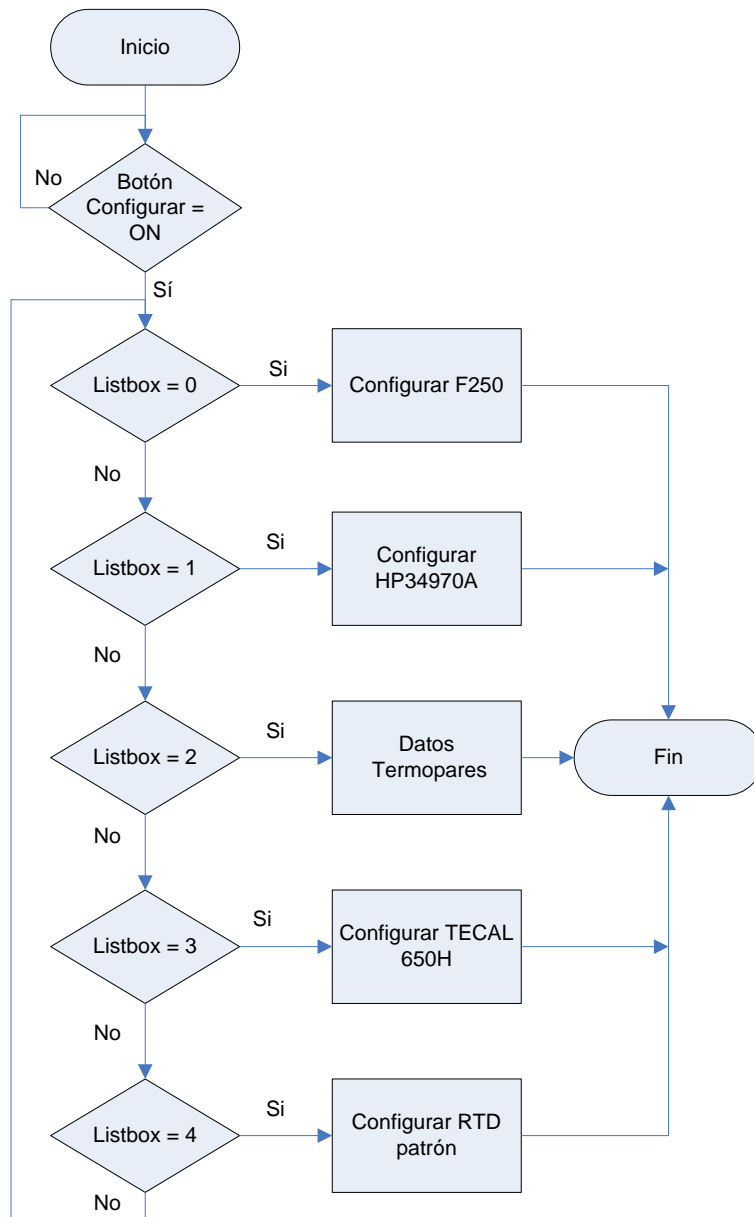 Inicio
No
Botón
Configurar =
ON
Sí
Listbox = 0
Si
Configurar F250
No
Listbox = 1
Si
Configurar
HP34970A
No
Listbox = 2
Si
Datos
Termopares
Fin
No
Listbox = 3
Si
Configurar TECAL
650H
No
Listbox = 4
Si
Configurar RTD
patrón
No